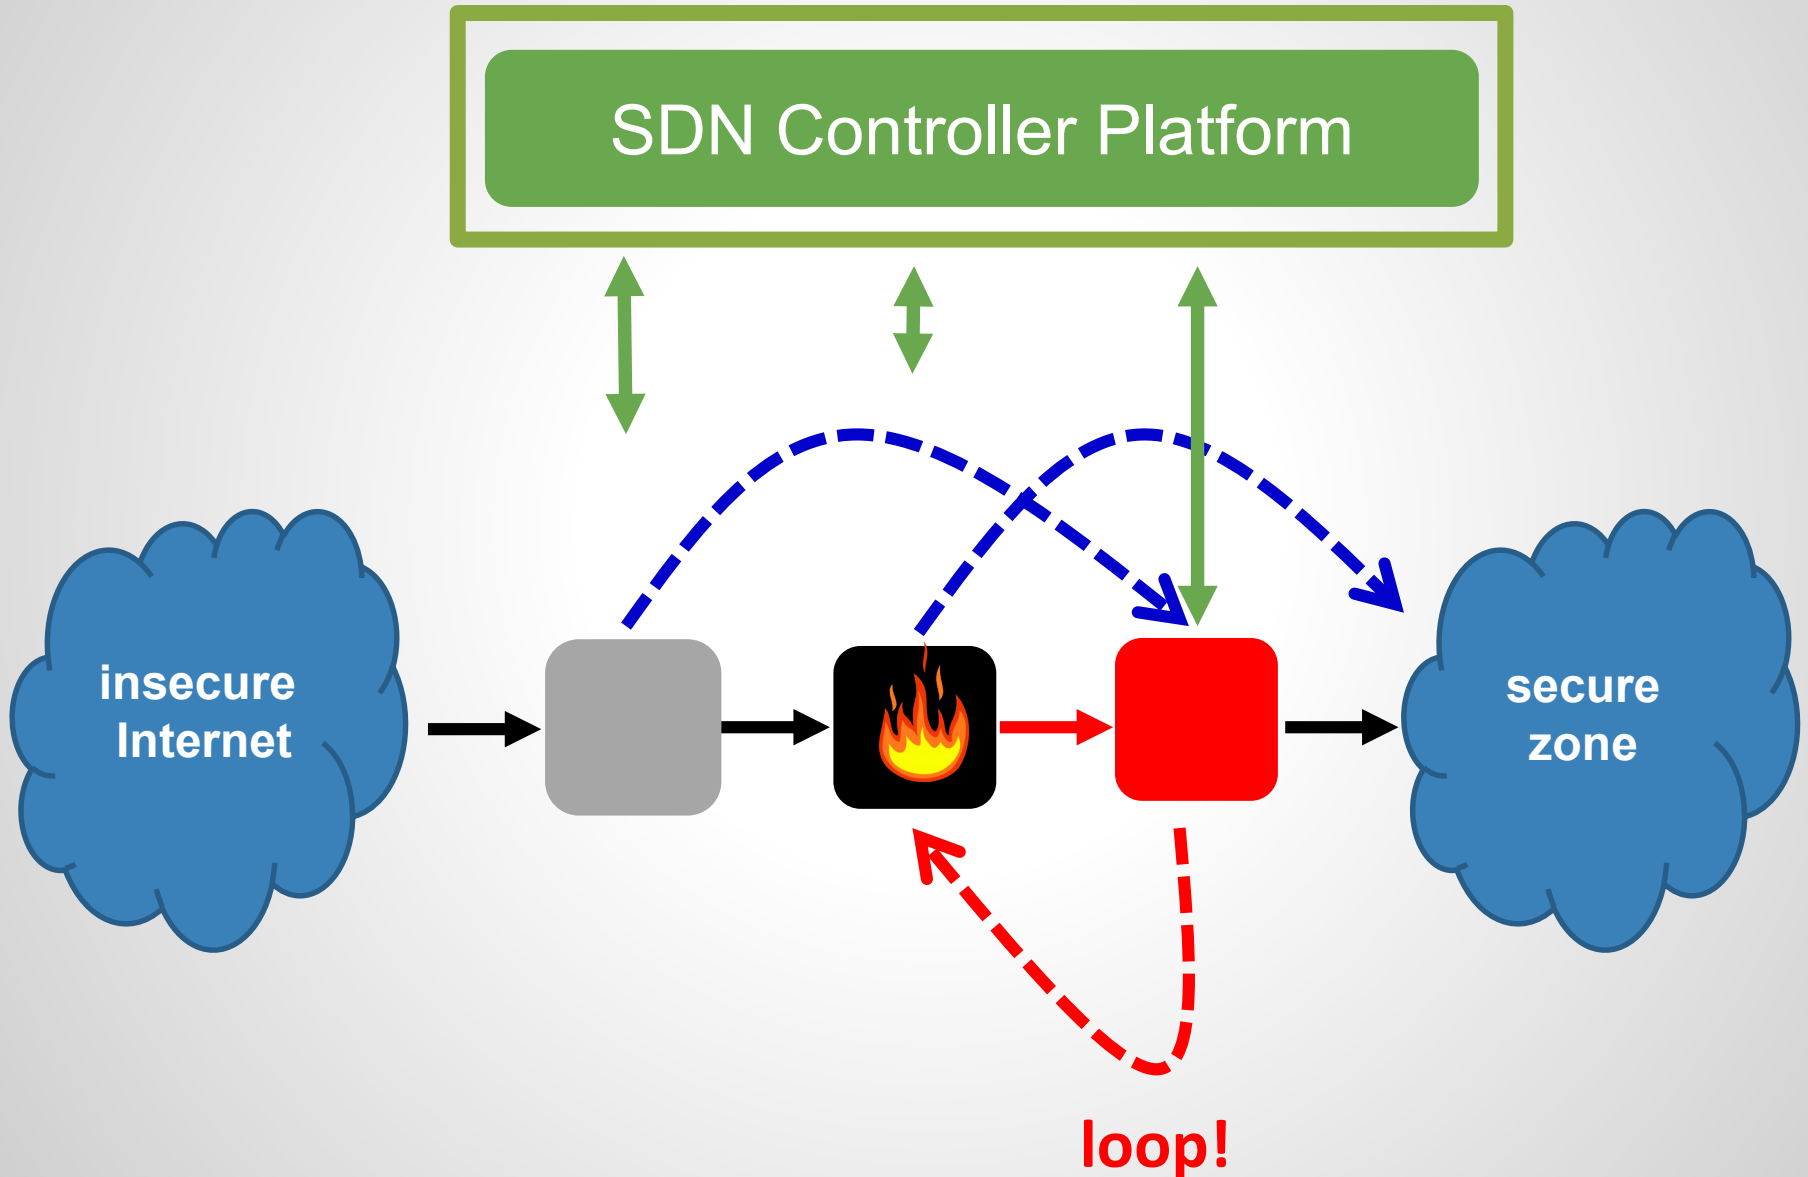 SDN Controller Platform
insecure
Internet
secure
zone
loop!